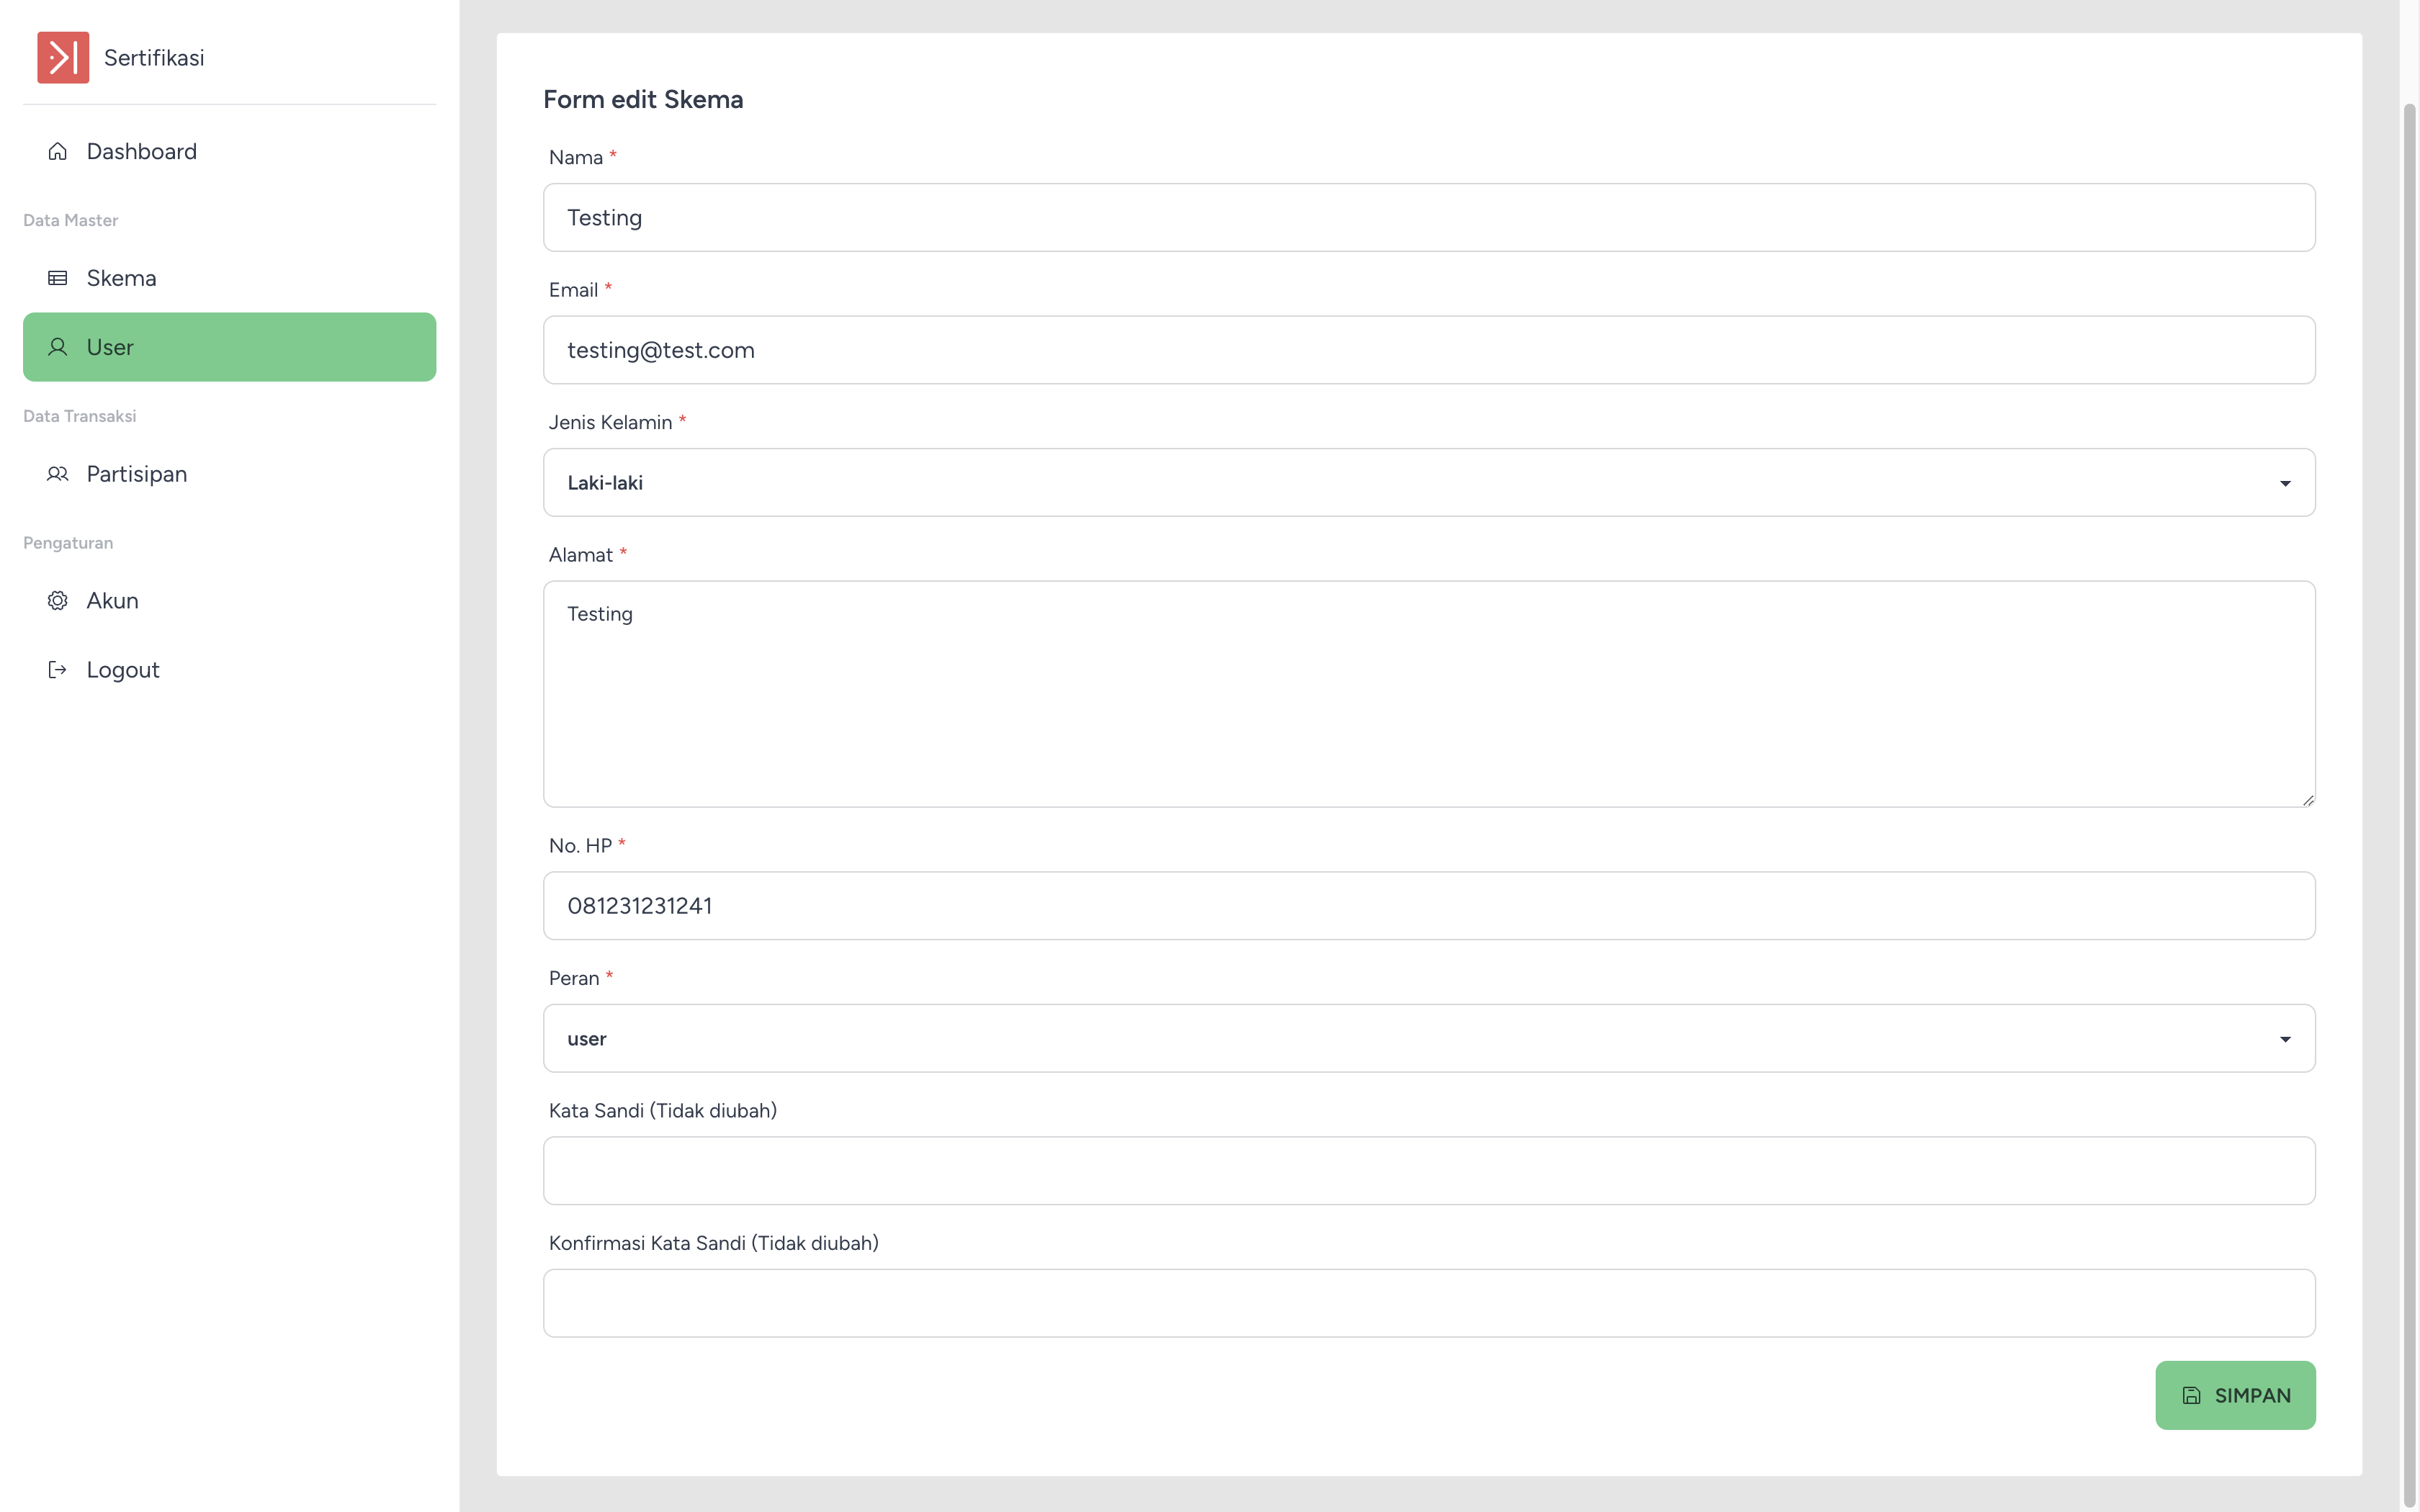 Sertifikasi
Dashboard
Data Master
Skema
User
Data Transaksi
Partisipan
Pengaturan
Akun
Logout
Form edit Skema
Nama *
Testing
Email *
testing@test.com
Jenis Kelamin *
Laki-laki
Alamat *
Testing
No. HP *
081231231241
Peran *
user
Kata Sandi (Tidak diubah)
Konfirmasi Kata Sandi (Tidak diubah)
SIMPAN